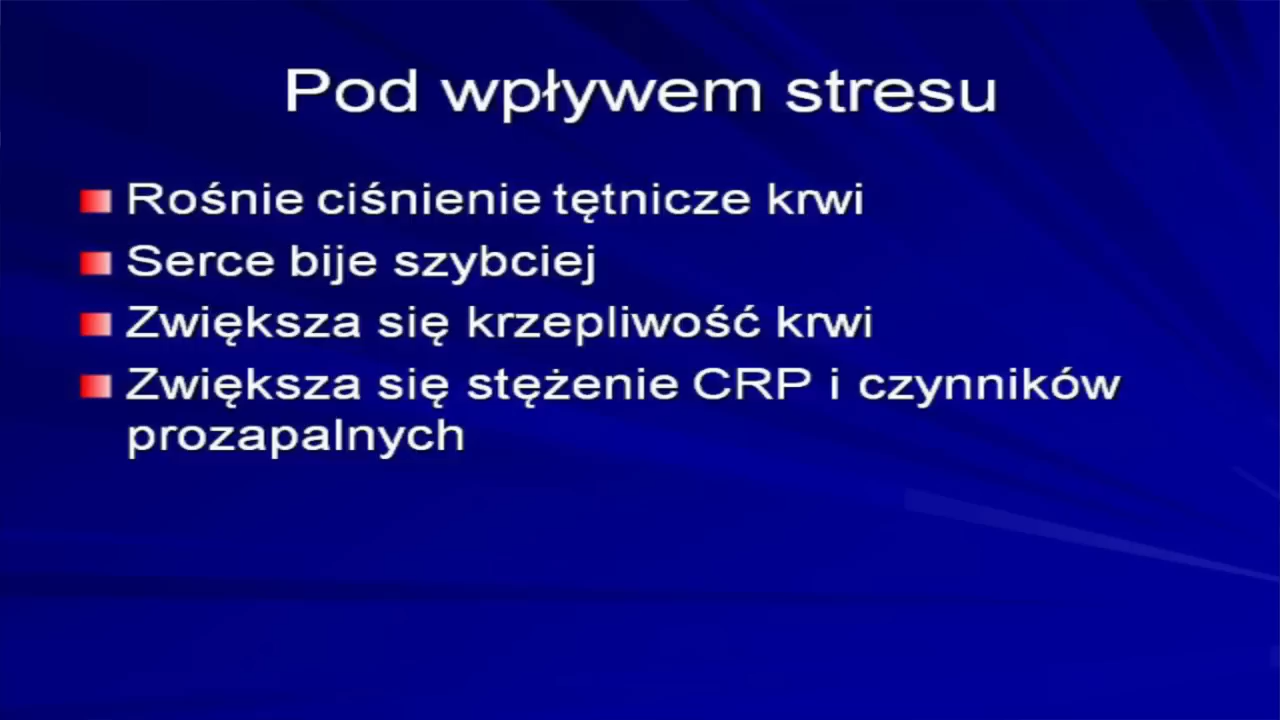 Pod wpływem stresu
Rośnie ciśnienie tętnicze krwi
Serce bije szybciej
Zwiększa się krzepliwość krwi
Zwiększa się stężenie CRP i czynników
prozapalnych